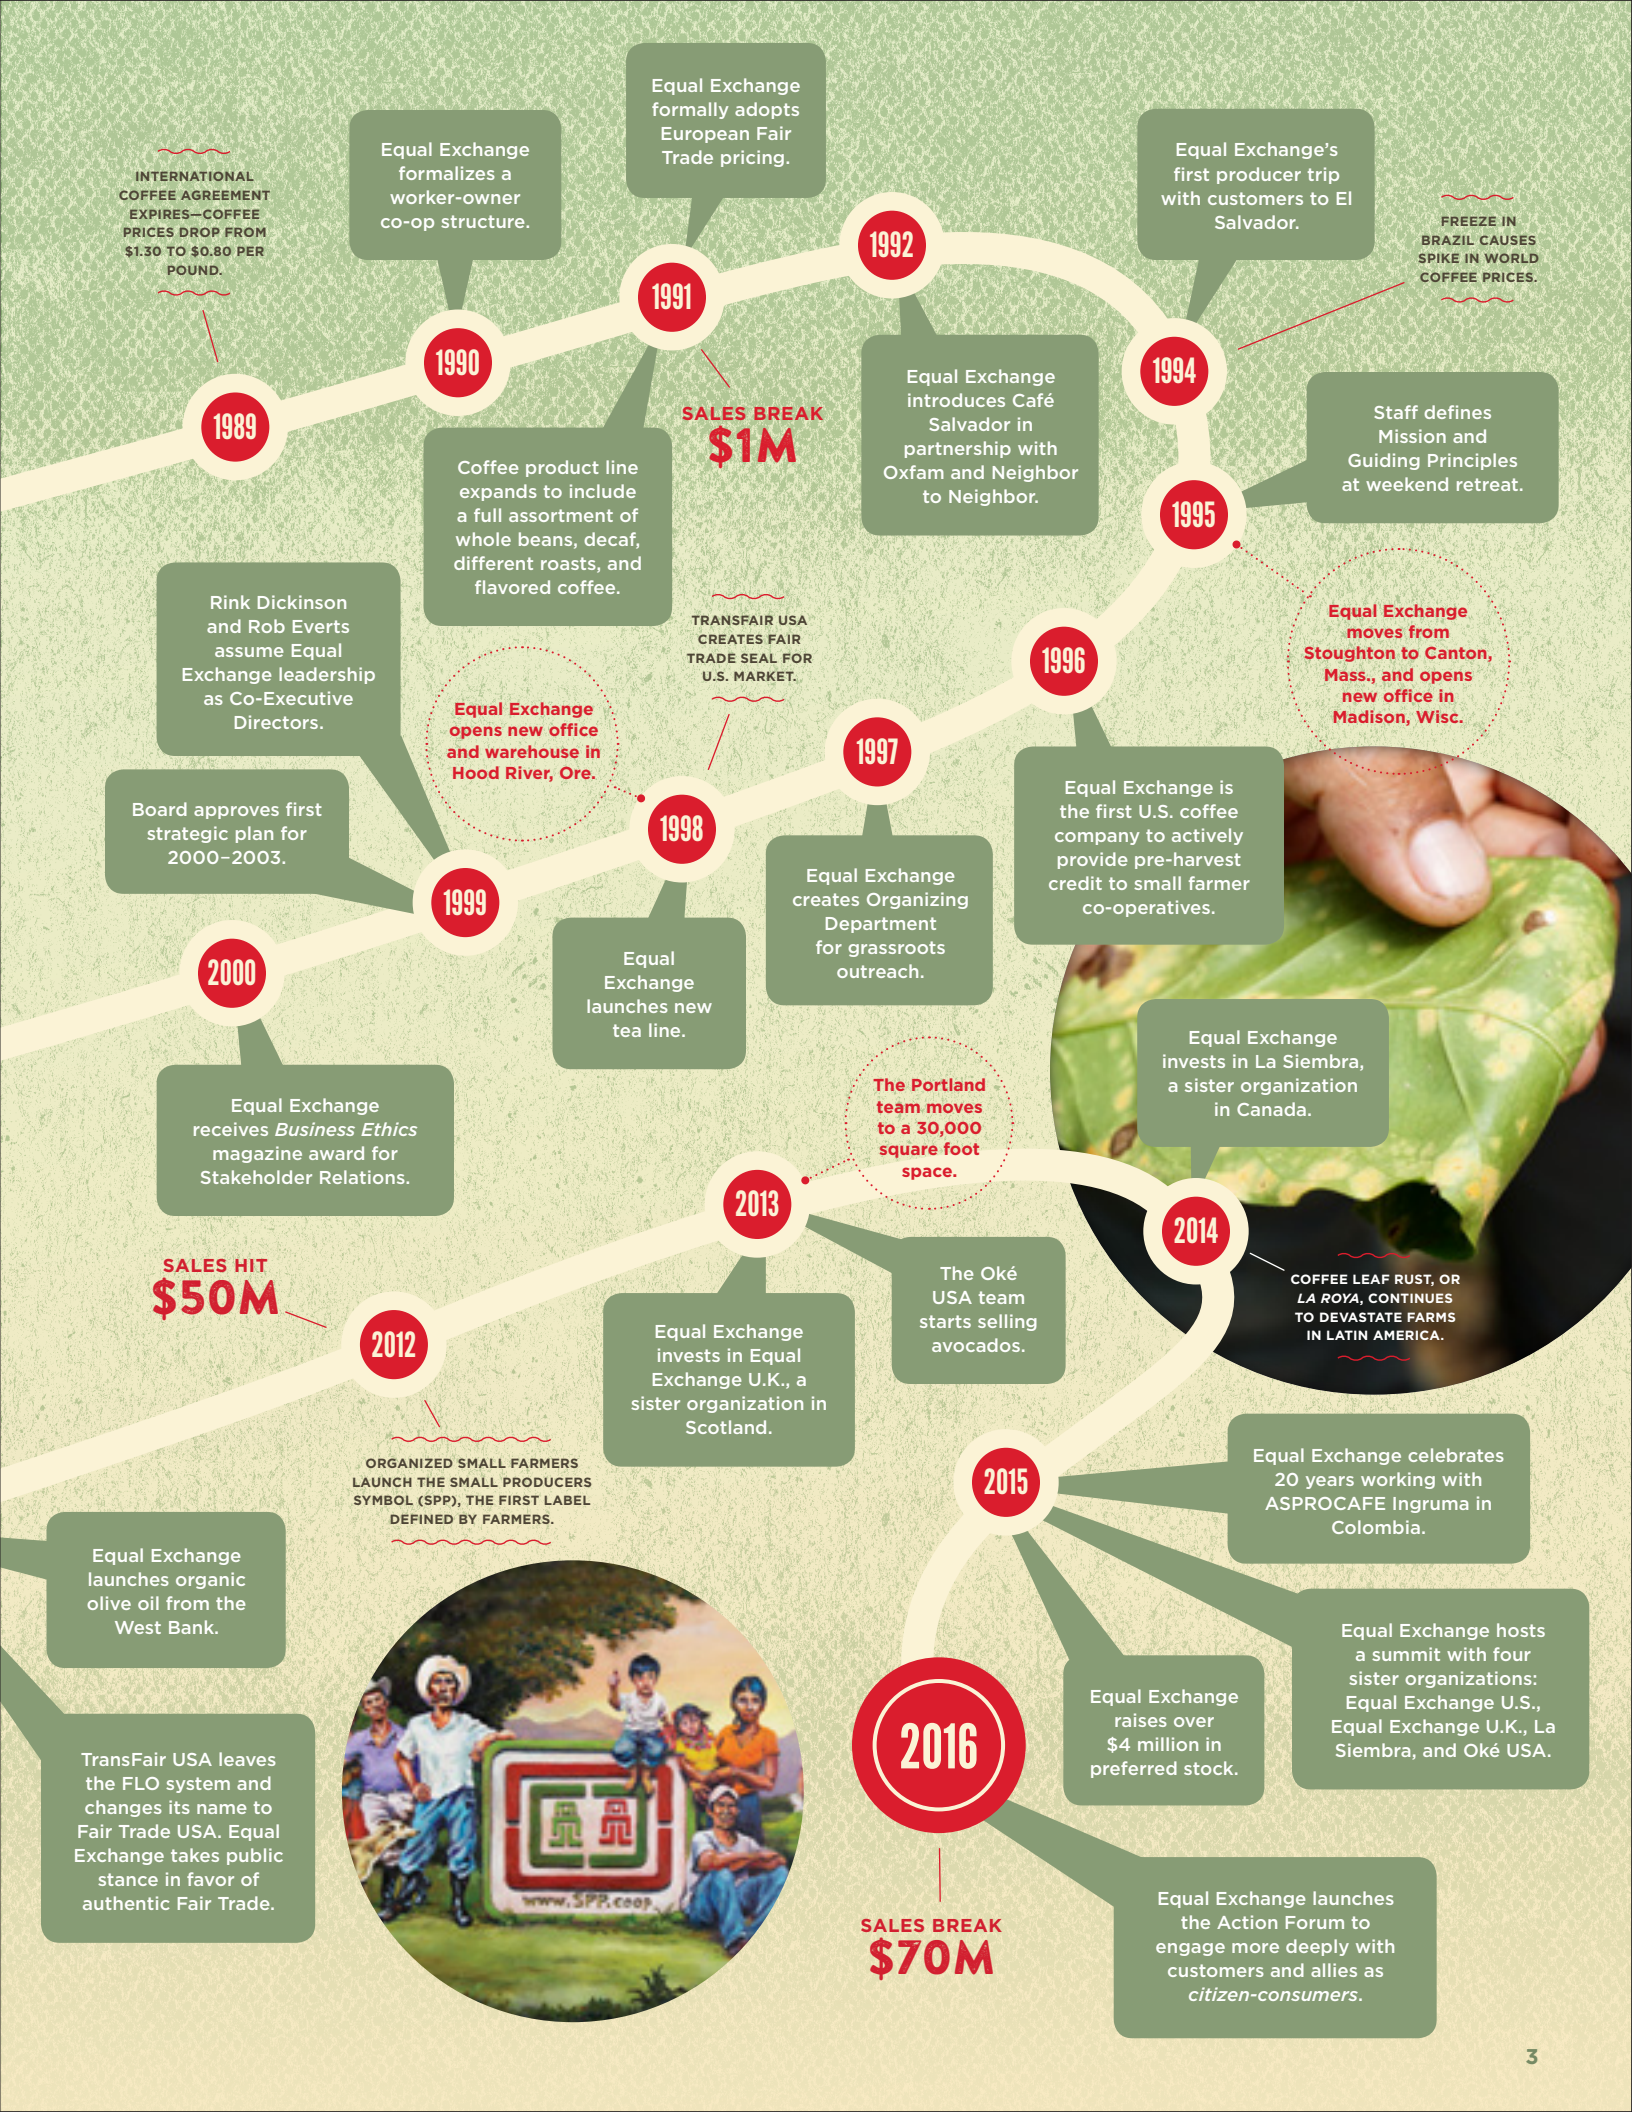 INTERNATIONAL
COFFEE AGREEMENT
EXPIRES—COFFEE
PRICES DROP FROM
$1.30 TO $0.80 PER
POUND.
1989
Equal Exchange
formalizes a
worker-owner
co-op structure.
1990
Equal Exchange
formally adopts
European Fair
Trade pricing.
1991
Coffee product line
expands to include
a full assortment of
whole beans, decaf,
different roasts, and
flavored coffee.
SALES BREAK
$1M
1992
Equal Exchange
introduces Café
Salvador in
partnership with
Oxfam and Neighbor
to Neighbor.
Equal Exchange’s
first producer trip
with customers to El
Salvador.
1994
FREEZE IN
BRAZIL CAUSES
SPIKE IN WORLD
COFFEE PRICES.
1995
Staff defines
Mission and
Guiding Principles
at weekend retreat.
Equal Exchange
moves from
Stoughton to Canton,
Mass., and opens
new office in
Madison, Wisc.
1996
Equal Exchange is
the first U.S. coffee
company to actively
provide pre-harvest
credit to small farmer
co-operatives.
1997
Equal Exchange
creates Organizing
Department
for grassroots
outreach.
TRANSFAIR USA
CREATES FAIR
TRADE SEAL FOR
U.S. MARKET.
1998
Equal Exchange
opens new office
and warehouse in
Hood River, Ore.
Equal
Exchange
launches new
tea line.
Rink Dickinson
and Rob Everts
assume Equal
Exchange leadership
as Co-Executive
Directors.
1999
Board approves first
strategic plan for
2000–2003.
2000
Equal Exchange
receives Business Ethics
magazine award for
Stakeholder Relations.
Equal Exchange
launches organic
olive oil from the
West Bank.
TransFair USA leaves
the FLO system and
changes its name to
Fair Trade USA. Equal
Exchange takes public
stance in favor of
authentic Fair Trade.
SALES HIT
$50M
2012
ORGANIZED SMALL FARMERS
LAUNCH THE SMALL PRODUCERS
SYMBOL (SPP), THE FIRST LABEL
DEFINED BY FARMERS.
www.SPP.coop
2013
The Portland
team moves
to a 30,000
square foot
space.
Equal Exchange
invests in Equal
Exchange U.K., a
sister organization in
Scotland.
The Oké
USA team
starts selling
avocados.
Equal Exchange
invests in La Siembra,
a sister organization
in Canada.
2014
COFFEE LEAF RUST, OR
LA ROYA, CONTINUES
TO DEVASTATE FARMS
IN LATIN AMERICA.
2015
Equal Exchange celebrates
20 years working with
ASPROCAFE Ingruma in
Colombia.
Equal Exchange hosts
a summit with four
sister organizations:
Equal Exchange U.S.,
Equal Exchange U.K., La
Siembra, and Oké USA.
Equal Exchange
raises over
$4 million in
preferred stock.
2016
SALES BREAK
$70M
Equal Exchange launches
the Action Forum to
engage more deeply with
customers and allies as
citizen-consumers.
3